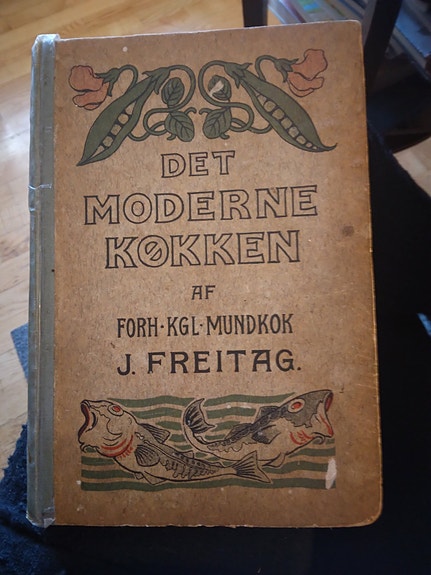 DET
MODERNE
KØKKEN
AF
FORH·KGL·MUNDKOK
J. FREITAG.